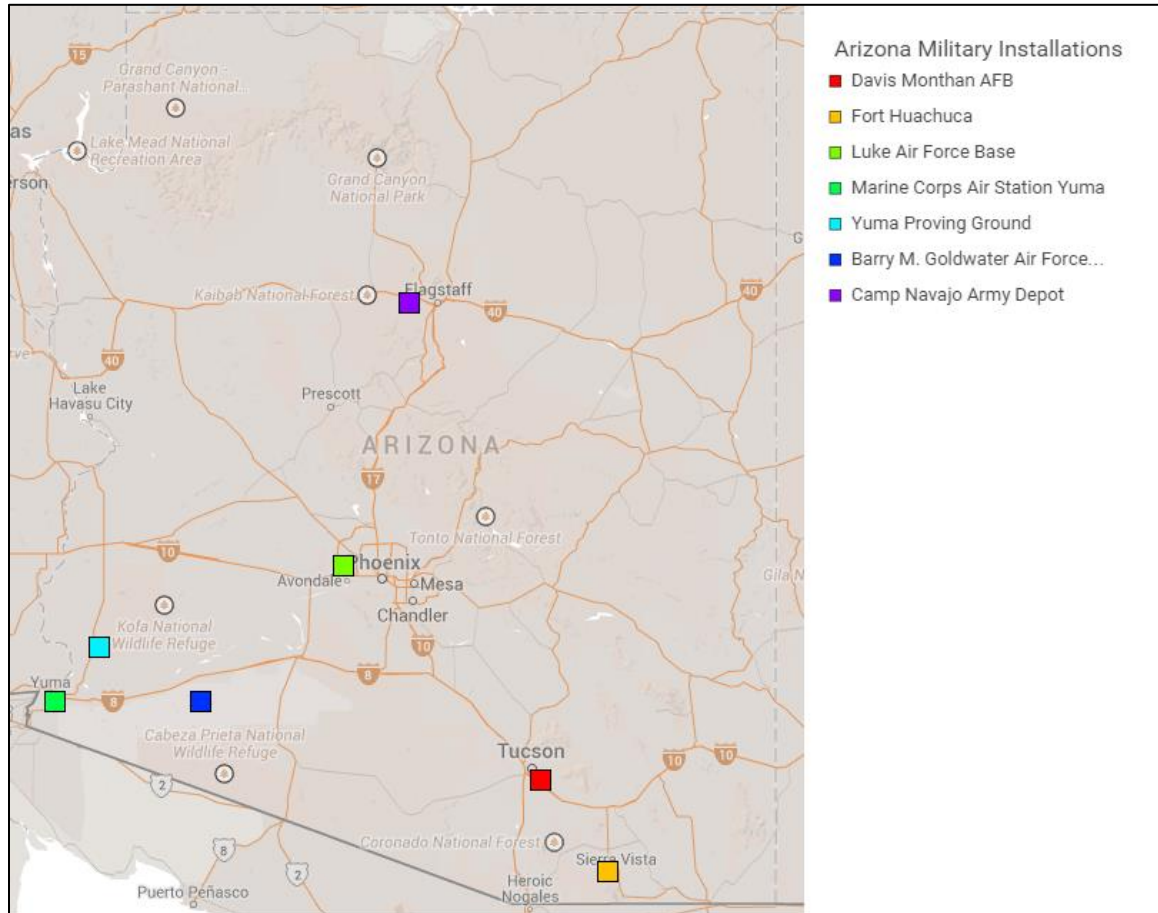 15
Grand Canyon -
Parashant National...
as
Lake Mead National
Recreation Area
erson
Grand Canyon
National Park
G
Kaibab National Forest
Flagstaff
40
40
erve
40
Lake
Havasu City
Prescott
ARIZONA
17
Tonto National Forest
10
Phoenix
Avondale
Mesa
Chandler
Gila N
Kofa National
Wildlife Refuge
10
8
Yuma
8
Cabeza Prieta National
Wildlife Refuge
Tucson
10
10
2
Coronado National Forest
Sierra Vista
8
2
Heroic
Nogales
Puerto Peñasco
Arizona Military Installations
Davis Monthan AFB
Fort Huachuca
Luke Air Force Base
Marine Corps Air Station Yuma
Yuma Proving Ground
Barry M. Goldwater Air Force...
Camp Navajo Army Depot